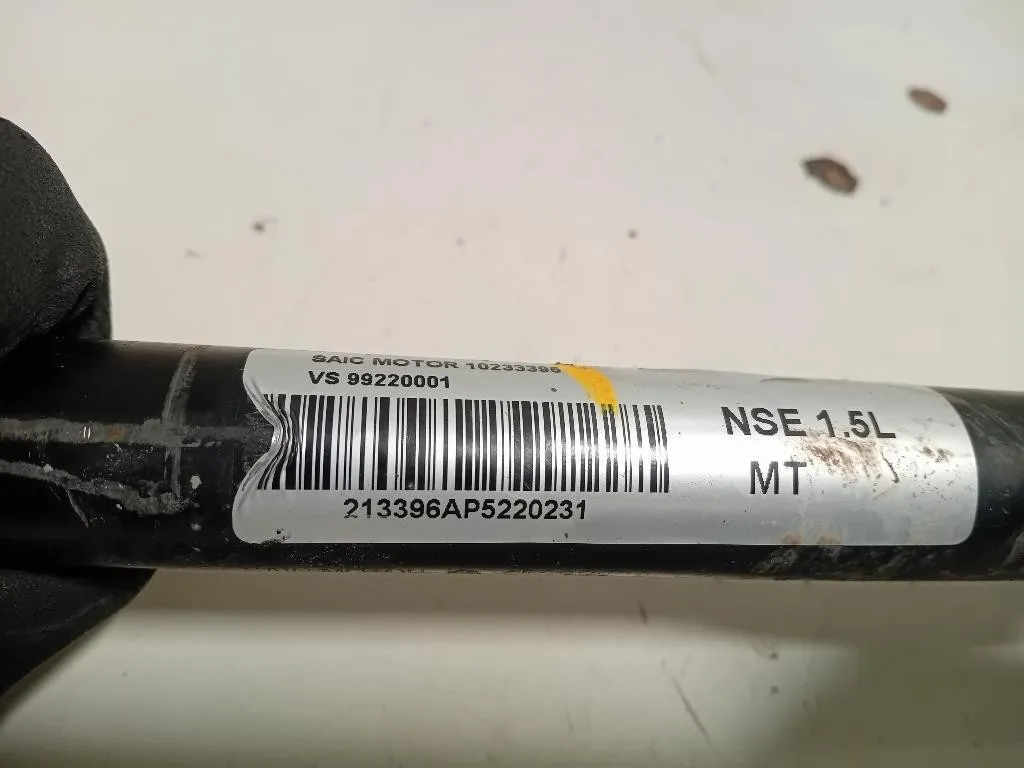 SAIC MOTOR 10233396
VS 99220001
213396AP5220231
NSE 1.5L
MT